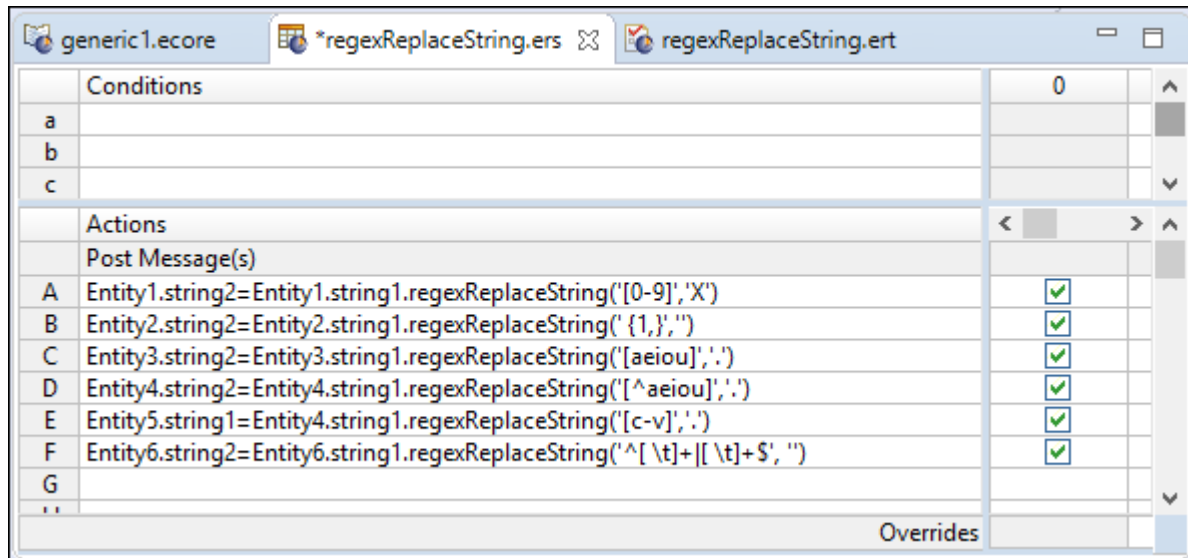 generic1.ecore *regexReplaceString.ers regexReplaceString.ert
Conditions 0
a
b
c
Actions
Post Message(s)
A Entity1.string2=Entity1.string1.regexReplaceString('[0-9]','X')
B Entity2.string2=Entity2.string1.regexReplaceString(' {1,}','')
C Entity3.string2=Entity3.string1.regexReplaceString('[aeiou]','.')
D Entity4.string2=Entity4.string1.regexReplaceString('[^aeiou]','.')
E Entity5.string1=Entity4.string1.regexReplaceString('[c-v]','.')
F Entity6.string2=Entity6.string1.regexReplaceString('^[ \t]+|[ \t]+$', '')
G
Overrides